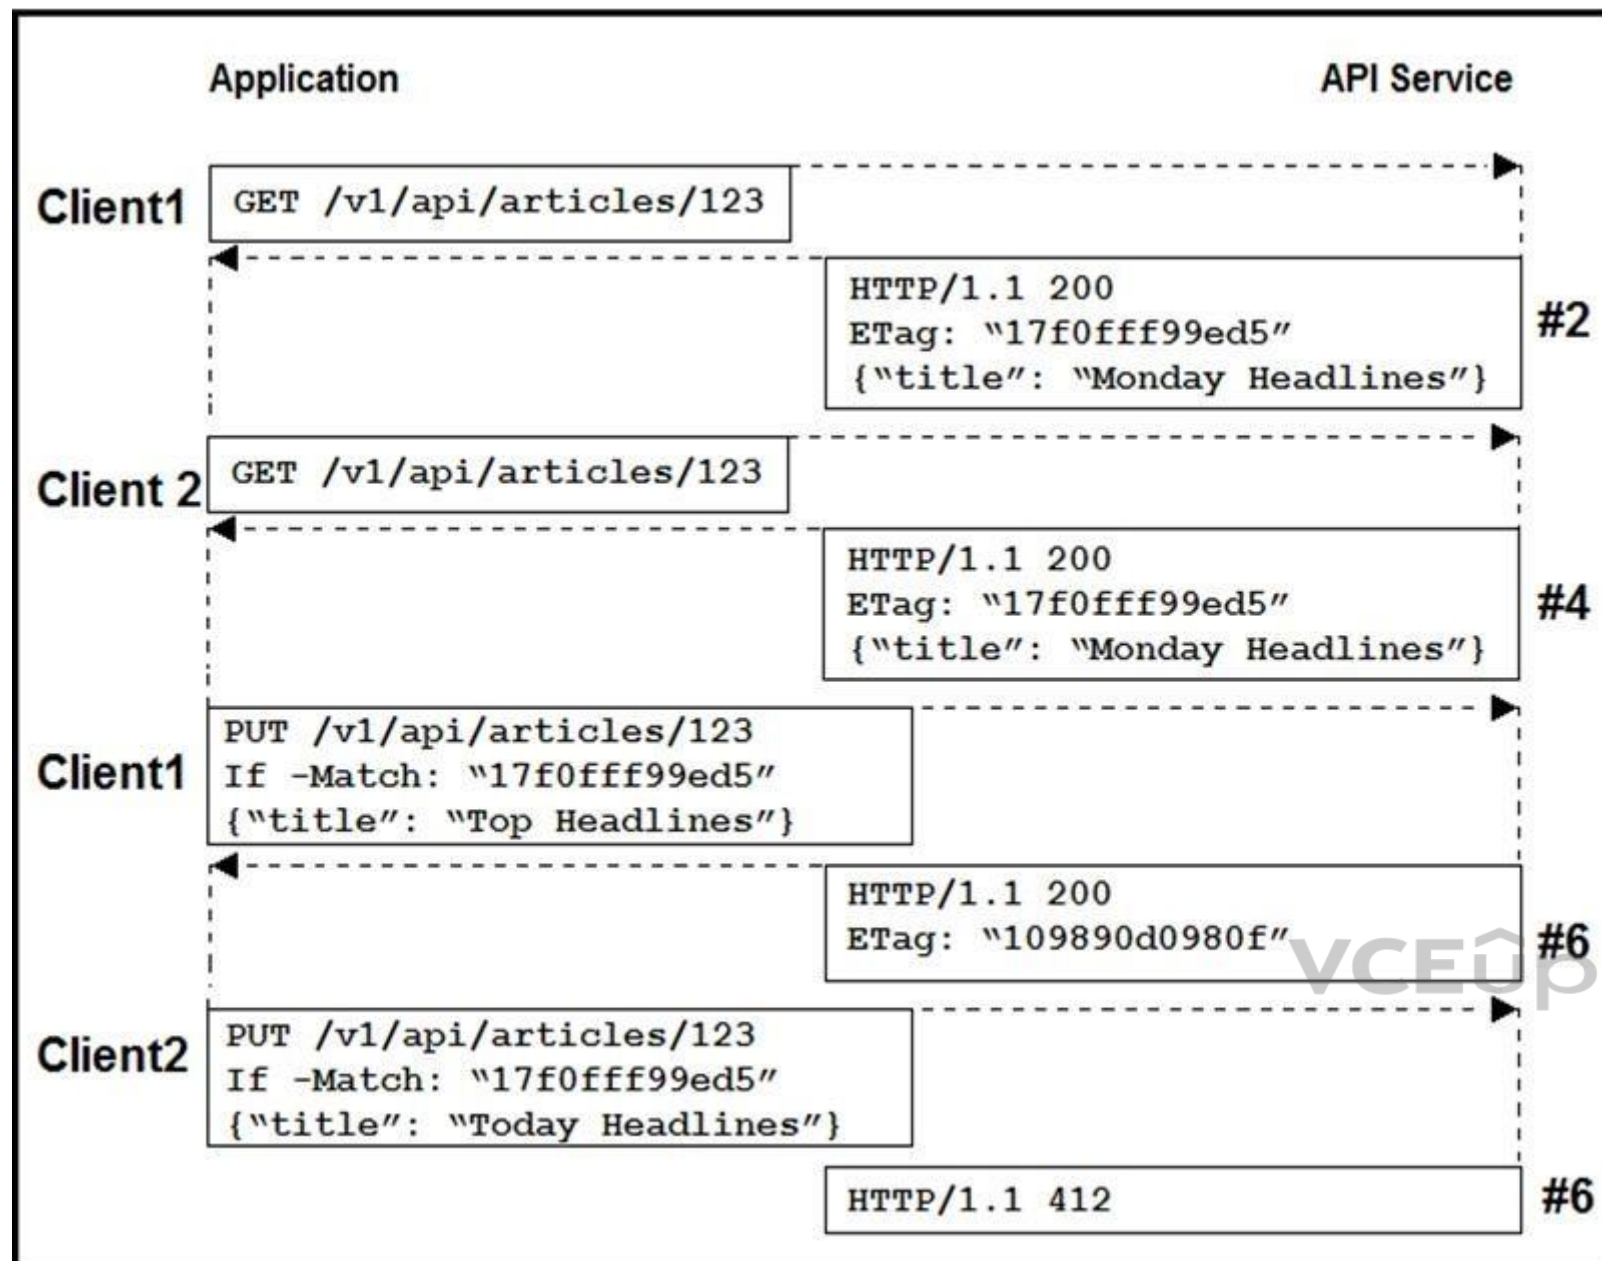 Application
API Service
Client1
GET /v1/api/articles/123
HTTP/1.1 200
ETag: “17f0fff99ed5”
{“title”: “Monday Headlines”}
#2
Client 2
GET /v1/api/articles/123
HTTP/1.1 200
ETag: “17f0fff99ed5”
{“title”: “Monday Headlines”}
#4
Client1
PUT /v1/api/articles/123
If -Match: “17f0fff99ed5”
{“title”: “Top Headlines”}
HTTP/1.1 200
ETag: “109890d0980f”
#6
VCEûp
Client2
PUT /v1/api/articles/123
If -Match: “17f0fff99ed5”
{“title”: “Today Headlines”}
HTTP/1.1 412
#6